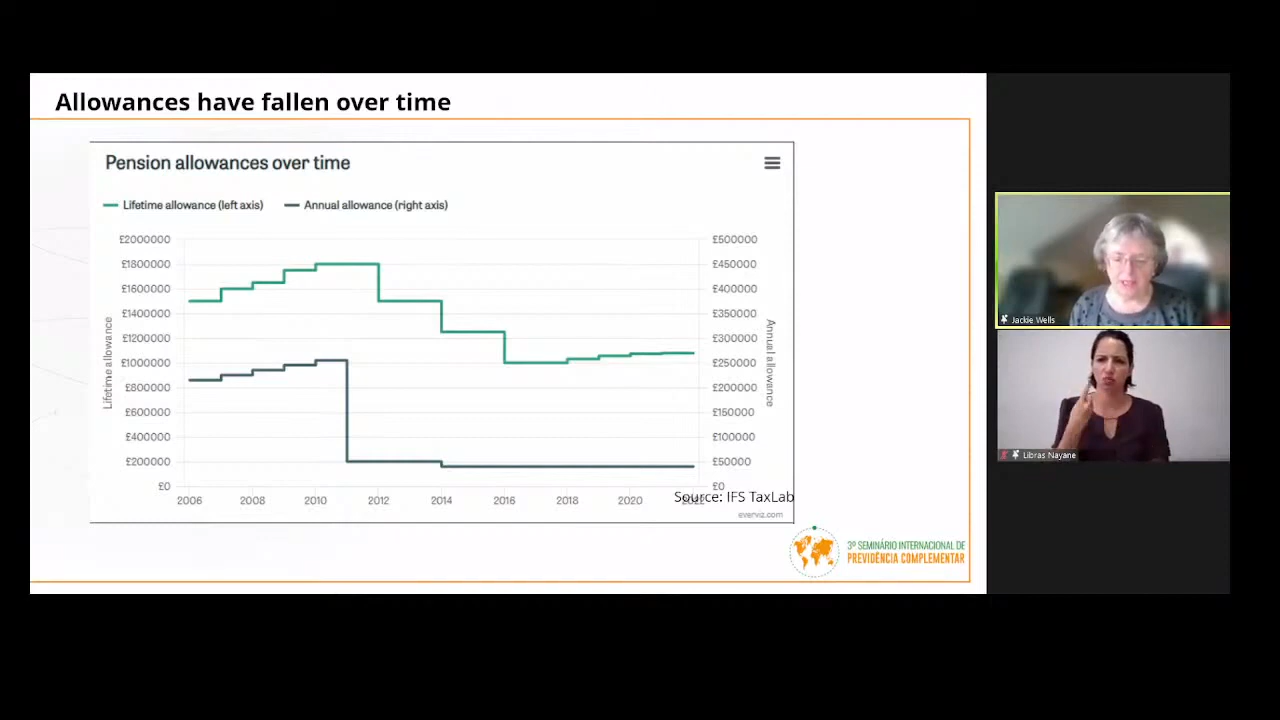 Allowances have fallen over time
Pension allowances over time
Lifetime allowance (left axis) Annual allowance (right axis)
£2000000 £500000
£1800000 £450000
£1600000 £400000
£1400000 £350000
£1200000 £300000
£1000000 £250000
£800000 £200000
£600000 £150000
£400000 £100000
£200000 £50000
£0 £0
Lifetime allowance
Annual allowance
2006 2008 2010 2012 2014 2016 2018 2020 2022
Source: IFS TaxLab
everviz.com
3º SEMINÁRIO INTERNACIONAL DE
PREVIDÊNCIA COMPLEMENTAR
Jackie Wells
Libras Nayane